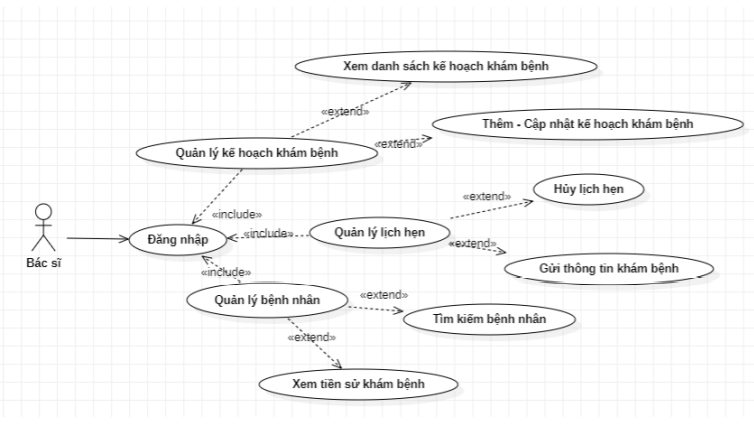 Xem danh sách kế hoạch khám bệnh
«extend»
Thêm - Cập nhật kế hoạch khám bệnh
«extend»
Quản lý kế hoạch khám bệnh
Hủy lịch hẹn
«extend»
«include»
Quản lý lịch hẹn
«include»
Đăng nhập
«extend»
Bác sĩ
Gửi thông tin khám bệnh
«include»
Quản lý bệnh nhân
«extend»
Tìm kiếm bệnh nhân
«extend»
Xem tiền sử khám bệnh